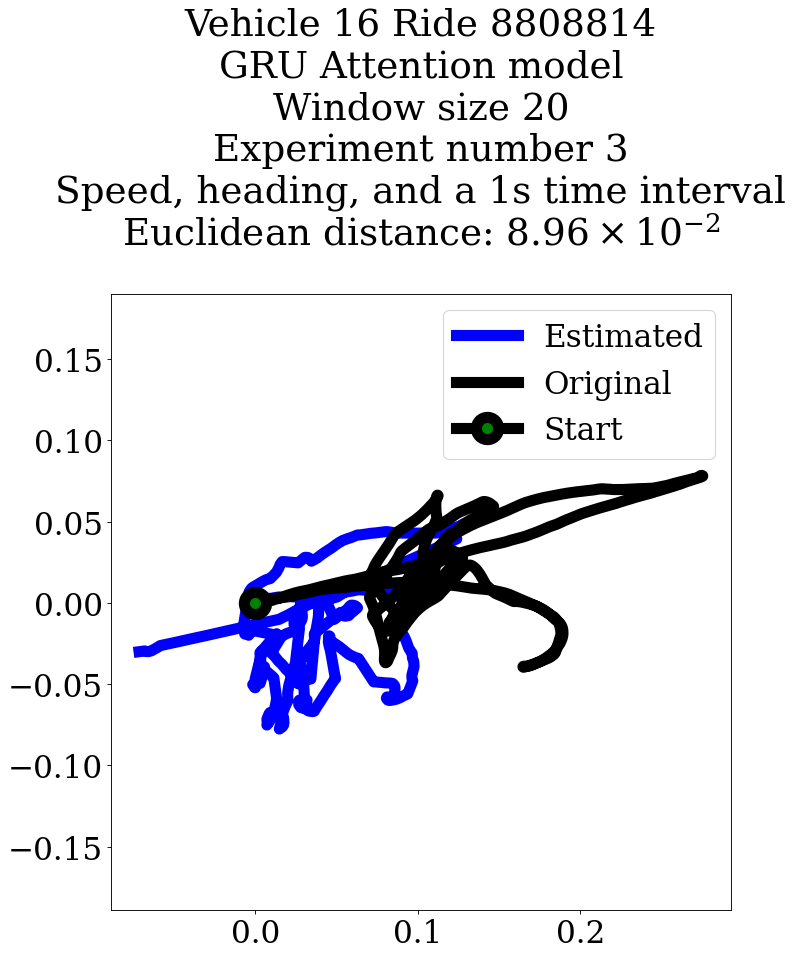 Vehicle 16 Ride 8808814
GRU Attention model
Window size 20
Experiment number 3
Speed, heading, and a 1s time interval
Euclidean distance: 8.96 × 10⁻²
Estimated
Original
Start
0.15
0.10
0.05
0.00
−0.05
−0.10
−0.15
0.0 0.1 0.2